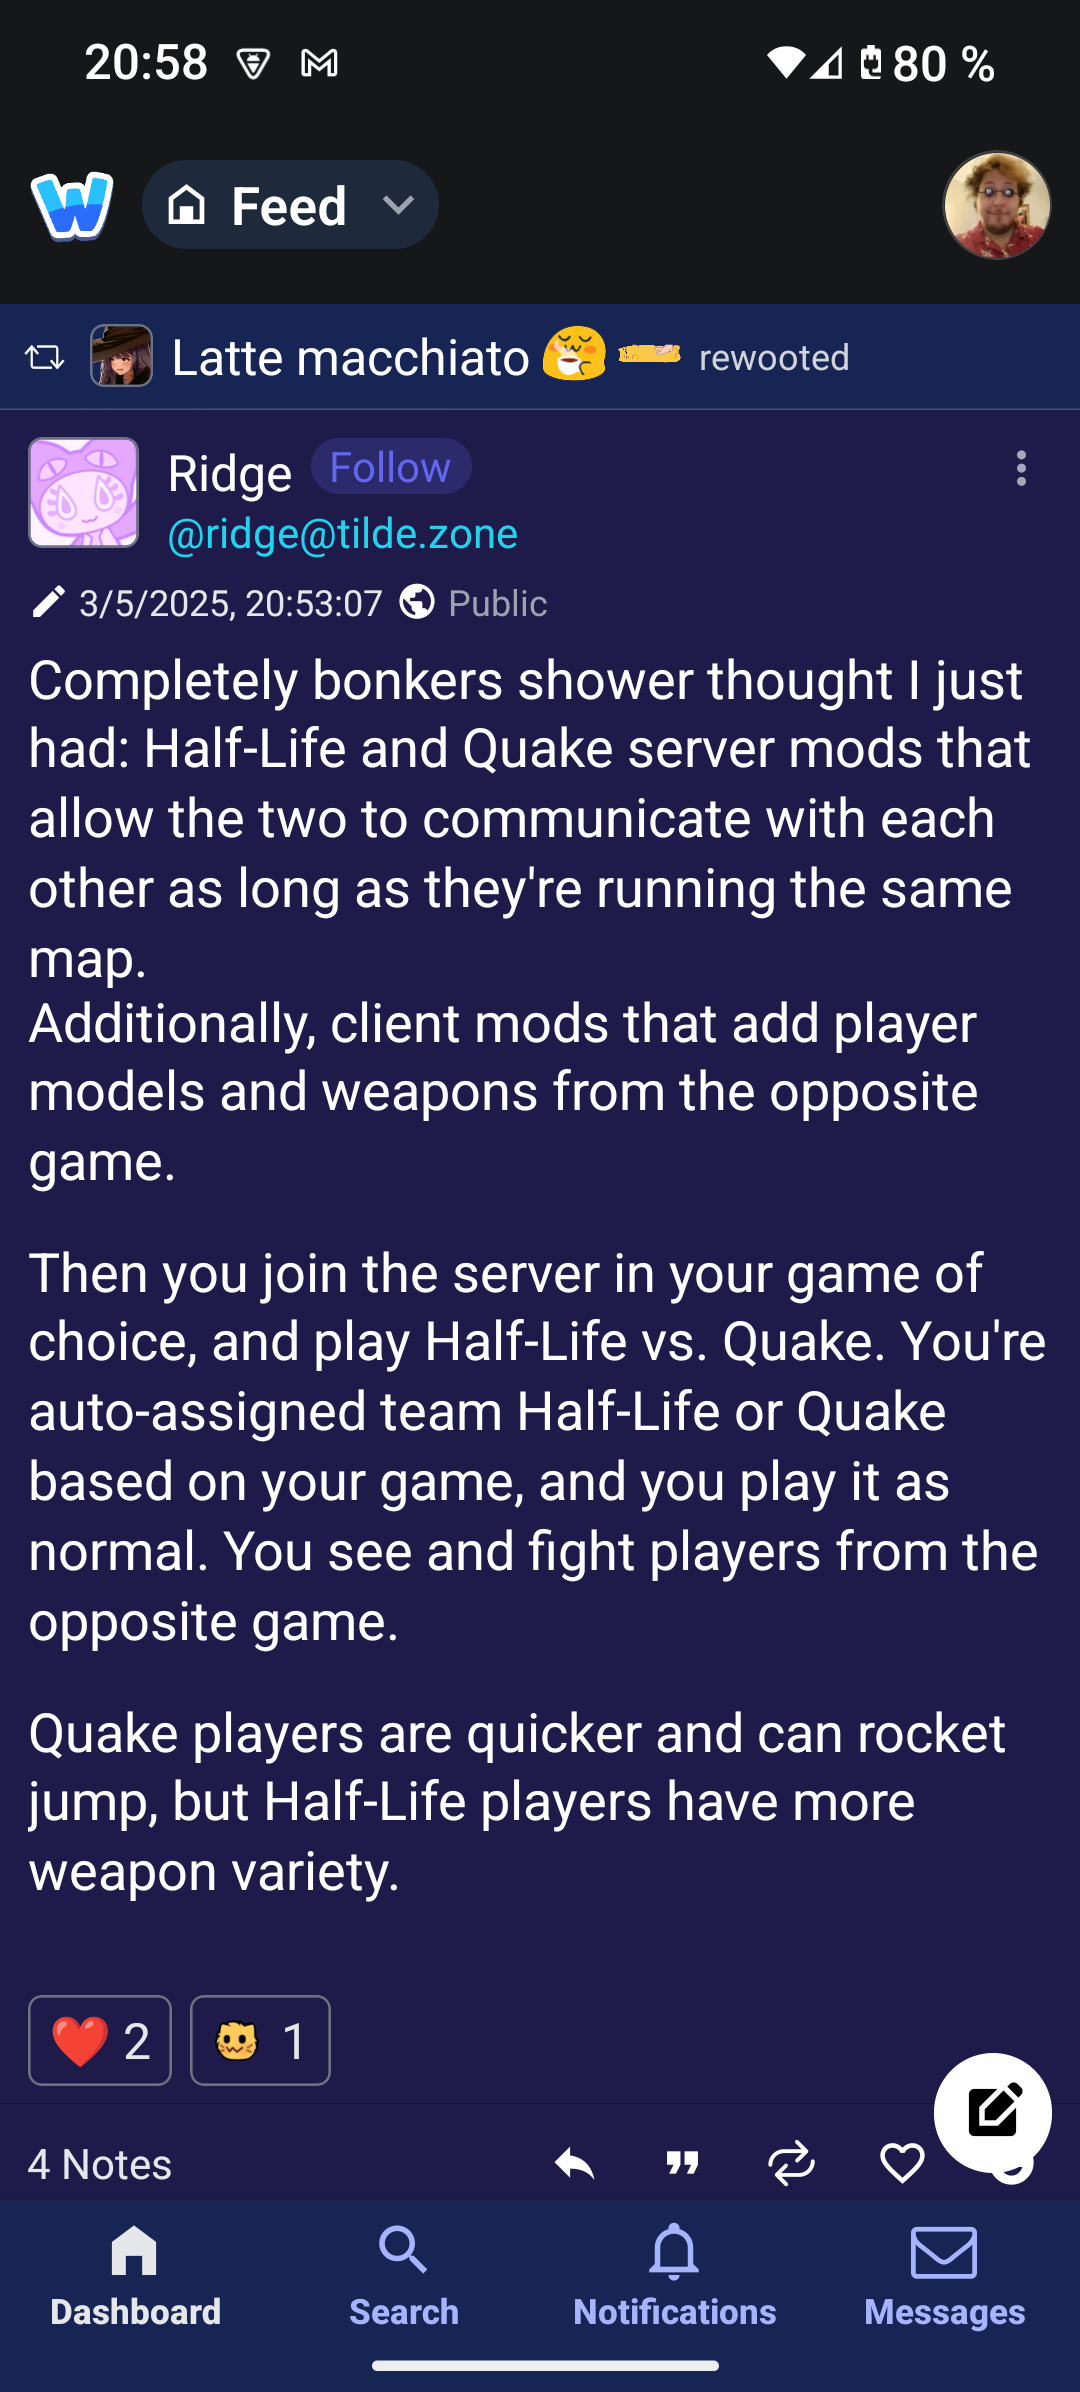 20:58
80 %
Feed
Latte macchiato rewooted
Ridge Follow
@ridge@tilde.zone
3/5/2025, 20:53:07 Public
Completely bonkers shower thought I just
had: Half-Life and Quake server mods that
allow the two to communicate with each
other as long as they're running the same
map.
Additionally, client mods that add player
models and weapons from the opposite
game.
Then you join the server in your game of
choice, and play Half-Life vs. Quake. You're
auto-assigned team Half-Life or Quake
based on your game, and you play it as
normal. You see and fight players from the
opposite game.
Quake players are quicker and can rocket
jump, but Half-Life players have more
weapon variety.
2
1
4 Notes
Dashboard
Search
Notifications
Messages